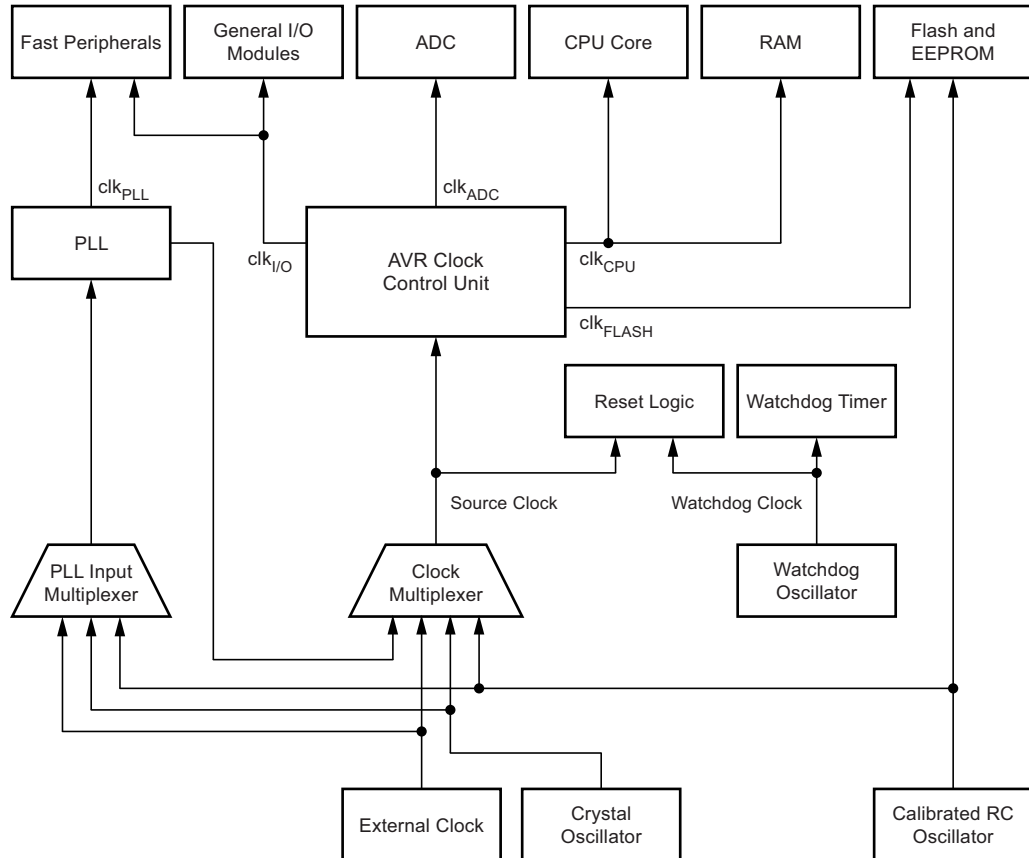 Fast Peripherals
General I/O
Modules
ADC
CPU Core
RAM
Flash and
EEPROM
clkPLL
clkADC
PLL
clkI/O
AVR Clock
Control Unit
clkCPU
clkFLASH
Reset Logic
Watchdog Timer
Source Clock
Watchdog Clock
PLL Input
Multiplexer
Clock
Multiplexer
Watchdog
Oscillator
External Clock
Crystal
Oscillator
Calibrated RC
Oscillator